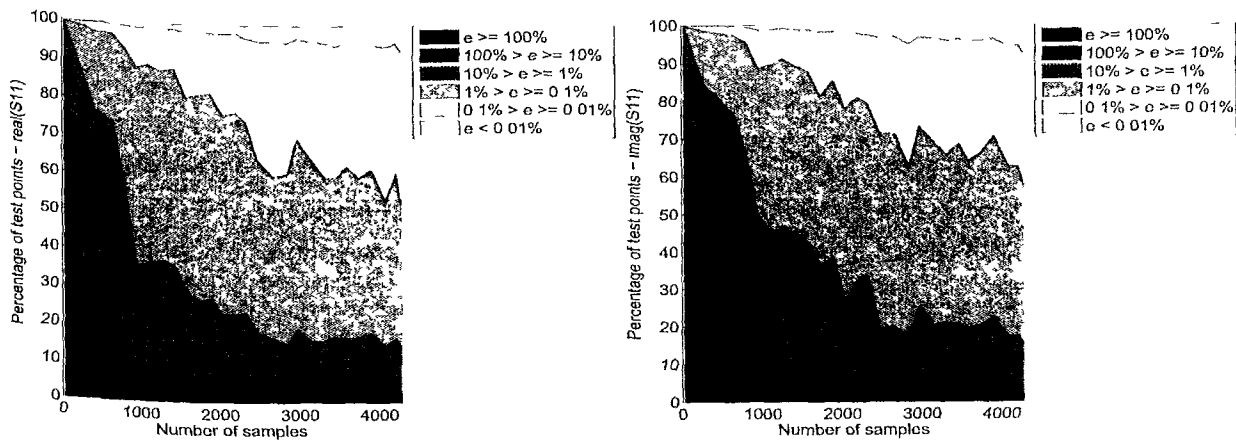 Percentage of test points – real(S11)
100
90
80
70
60
50
40
30
20
10
0
0 1000 2000 3000 4000
Number of samples
e >= 100%
100% > e >= 10%
10% > e >= 1%
1% > e >= 0 1%
0 1% > e >= 0 01%
e < 0 01%
Percentage of test points – imag(S11)
100
90
80
70
60
50
40
30
20
10
0
0 1000 2000 3000 4000
Number of samples
e >= 100%
100% > e >= 10%
10% > e >= 1%
1% > e >= 0 1%
0 1% > e >= 0 01%
e < 0 01%